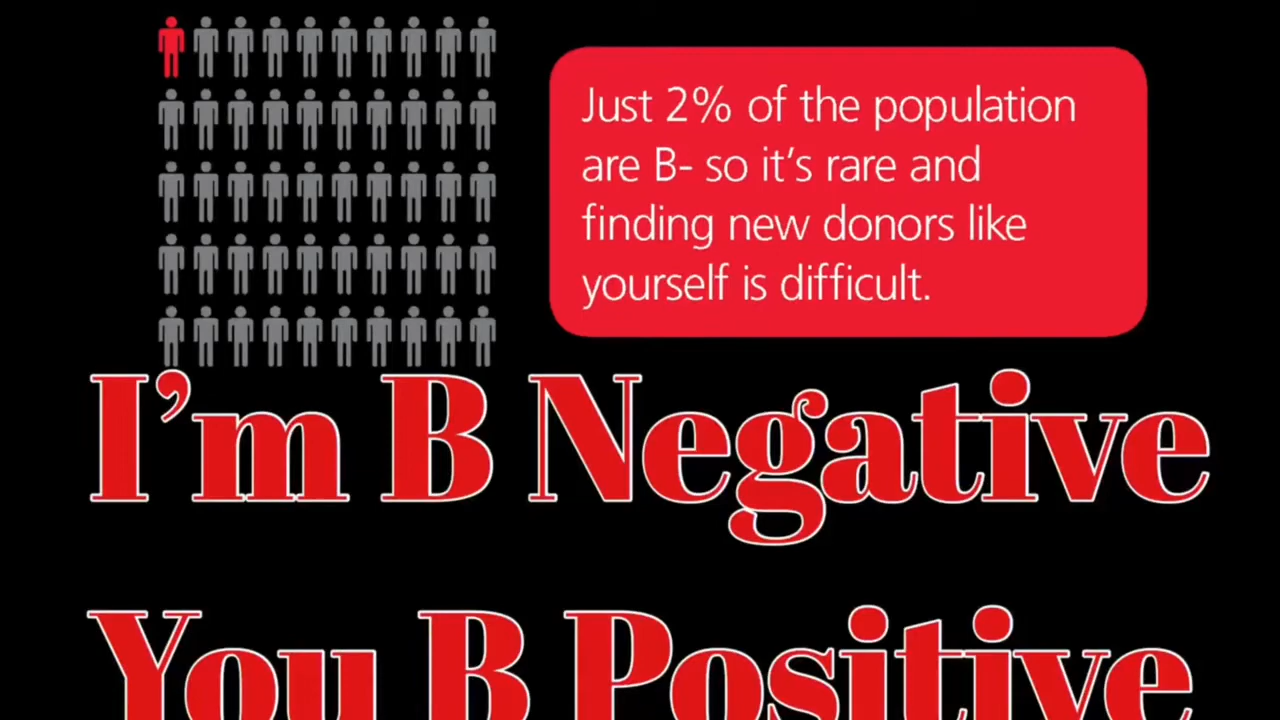 Just 2% of the population
are B- so it's rare and
finding new donors like
yourself is difficult.
I'm B Negative
You B Positive